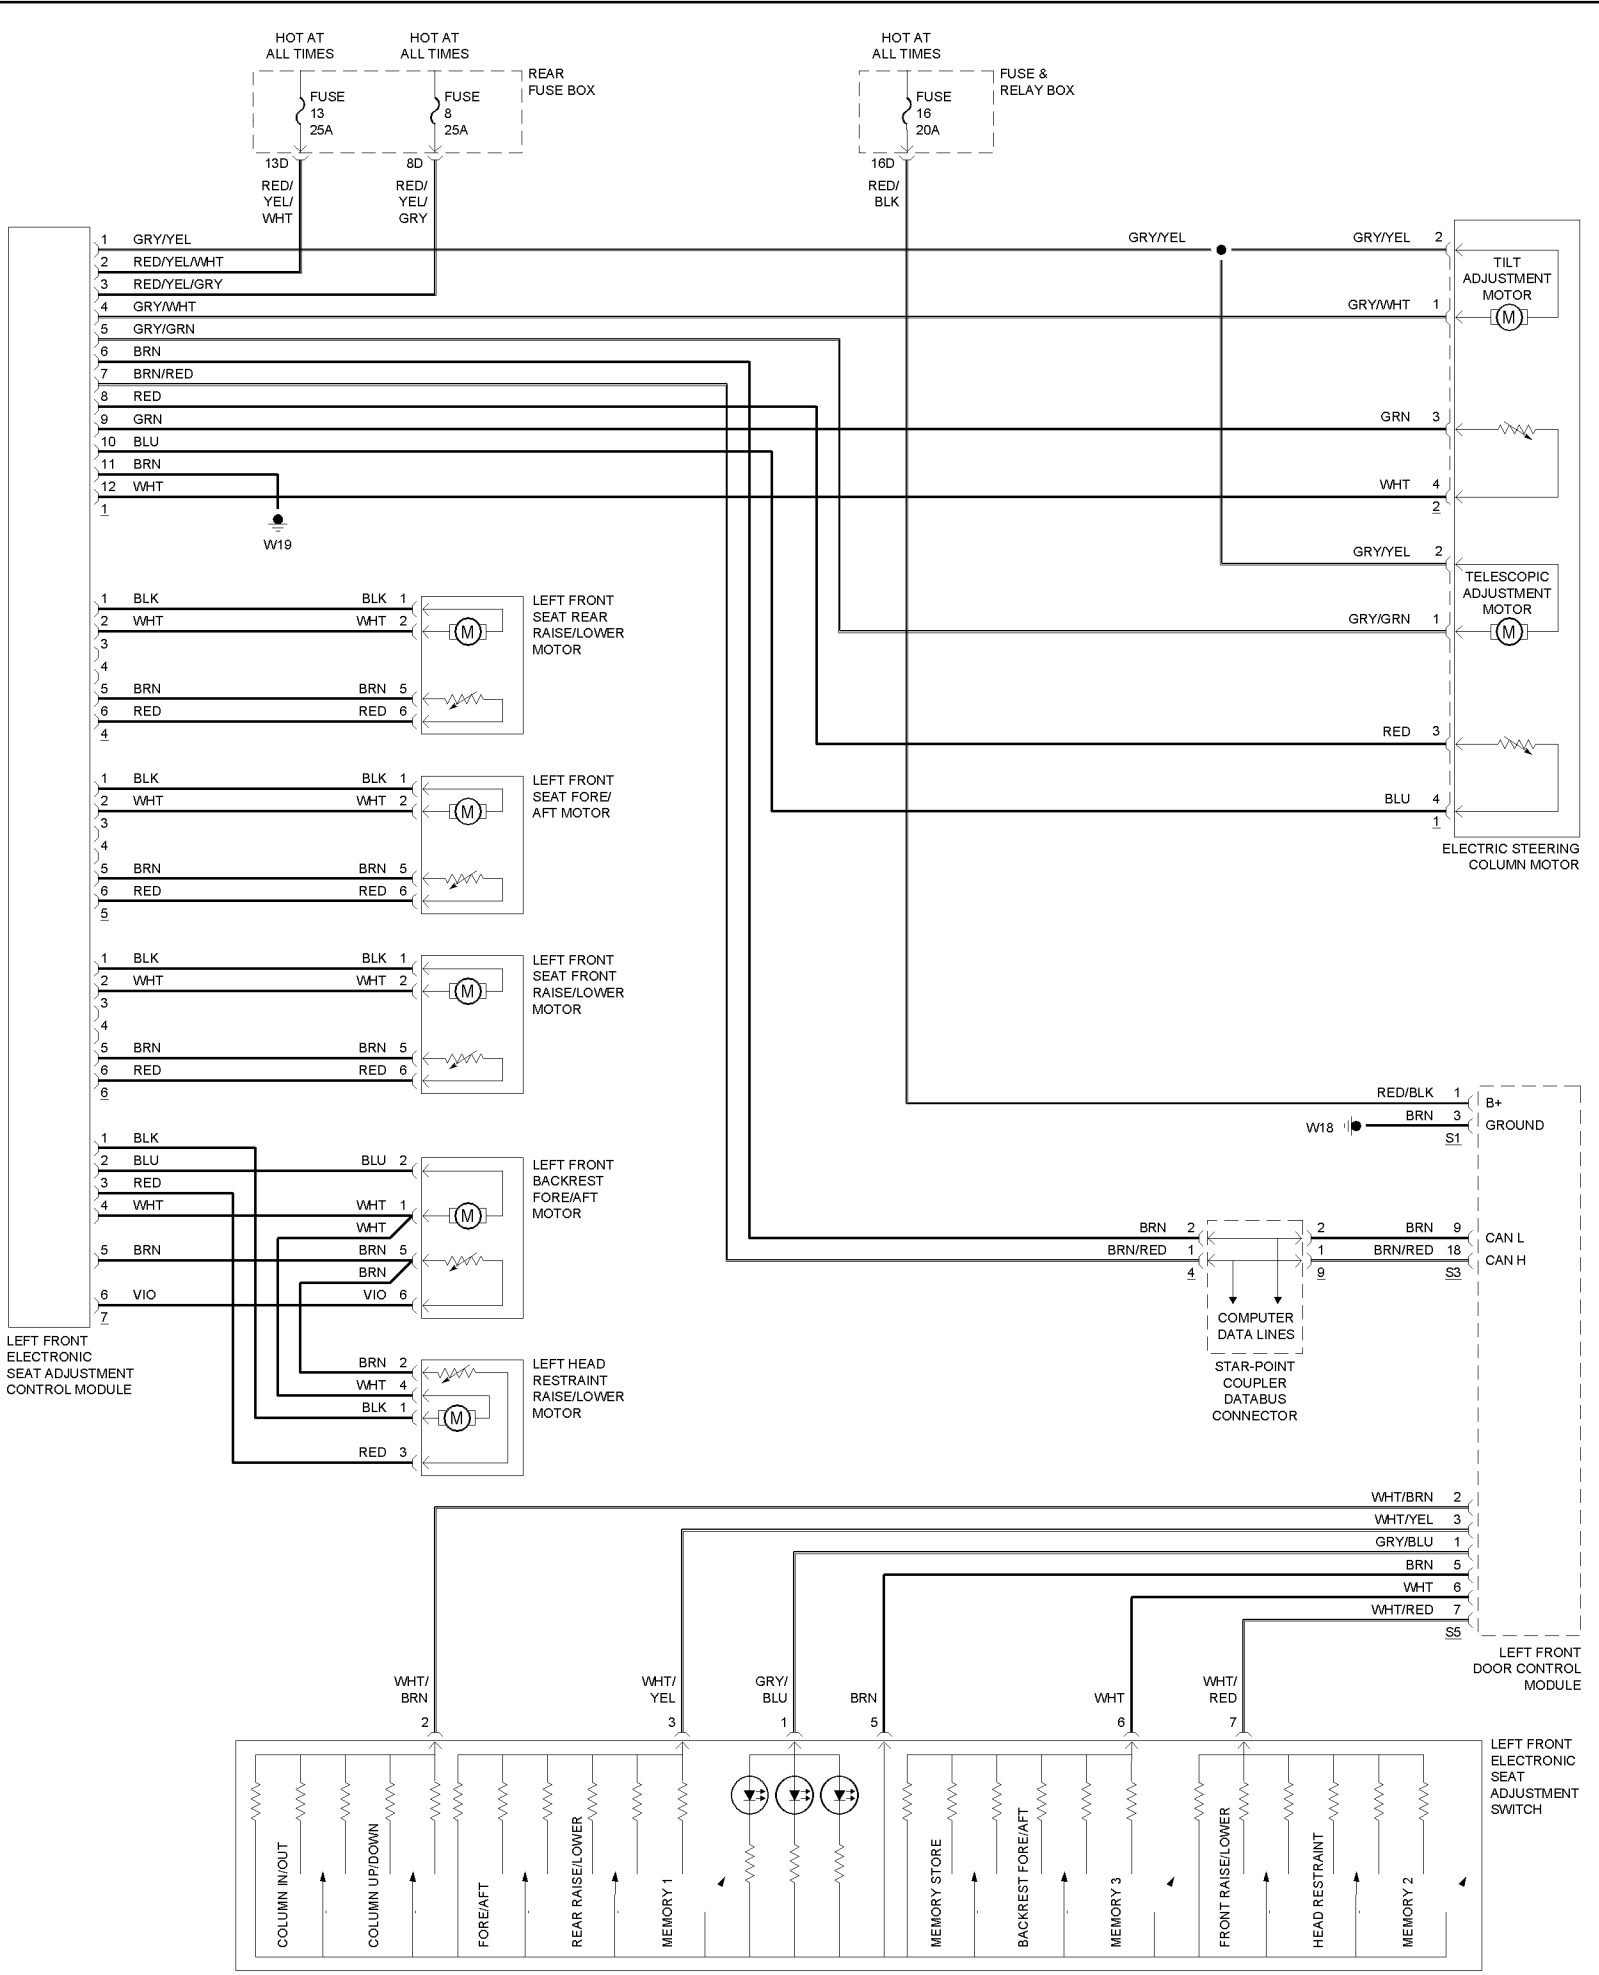 HOT AT
ALL TIMES
HOT AT
ALL TIMES
HOT AT
ALL TIMES
REAR
FUSE BOX
FUSE &
RELAY BOX
FUSE
13
25A
FUSE
8
25A
FUSE
16
20A
13D
8D
16D
RED/
YEL/
WHT
RED/
YEL/
GRY
RED/
BLK
1 GRY/YEL
2 RED/YEL/WHT
3 RED/YEL/GRY
4 GRY/WHT
5 GRY/GRN
6 BRN
7 BRN/RED
8 RED
9 GRN
10 BLU
11 BRN
12 WHT
1
W19
GRY/YEL
GRY/YEL 2
TILT
ADJUSTMENT
MOTOR
GRY/WHT 1
M
GRN 3
WHT 4
2
GRY/YEL 2
TELESCOPIC
ADJUSTMENT
MOTOR
GRY/GRN 1
M
RED 3
BLU 4
1
ELECTRIC STEERING
COLUMN MOTOR
1 BLK BLK 1
2 WHT WHT 2
3
4
5 BRN BRN 5
6 RED RED 6
4
M
LEFT FRONT
SEAT REAR
RAISE/LOWER
MOTOR
1 BLK BLK 1
2 WHT WHT 2
3
4
5 BRN BRN 5
6 RED RED 6
5
M
LEFT FRONT
SEAT FORE/
AFT MOTOR
1 BLK BLK 1
2 WHT WHT 2
3
4
5 BRN BRN 5
6 RED RED 6
6
M
LEFT FRONT
SEAT FRONT
RAISE/LOWER
MOTOR
1 BLK
2 BLU BLU 2
3 RED
4 WHT WHT 1
WHT
5 BRN BRN 5
BRN
6 VIO VIO 6
7
M
LEFT FRONT
BACKREST
FORE/AFT
MOTOR
LEFT FRONT
ELECTRONIC
SEAT ADJUSTMENT
CONTROL MODULE
BRN 2
WHT 4
BLK 1
RED 3
M
LEFT HEAD
RESTRAINT
RAISE/LOWER
MOTOR
RED/BLK 1 B+
W18 BRN 3 GROUND
S1
BRN 2 2 BRN 9 CAN L
BRN/RED 1 1 BRN/RED 18 CAN H
4 9 S3
COMPUTER
DATA LINES
STAR-POINT
COUPLER
DATABUS
CONNECTOR
WHT/BRN 2
WHT/YEL 3
GRY/BLU 1
BRN 5
WHT 6
WHT/RED 7
S5
LEFT FRONT
DOOR CONTROL
MODULE
WHT/
BRN
2
WHT/
YEL
3
GRY/
BLU
1
BRN
5
WHT
6
WHT/
RED
7
LEFT FRONT
ELECTRONIC
SEAT
ADJUSTMENT
SWITCH
COLUMN IN/OUT
COLUMN UP/DOWN
FORE/AFT
REAR RAISE/LOWER
MEMORY 1
MEMORY STORE
BACKREST FORE/AFT
MEMORY 3
FRONT RAISE/LOWER
HEAD RESTRAINT
MEMORY 2